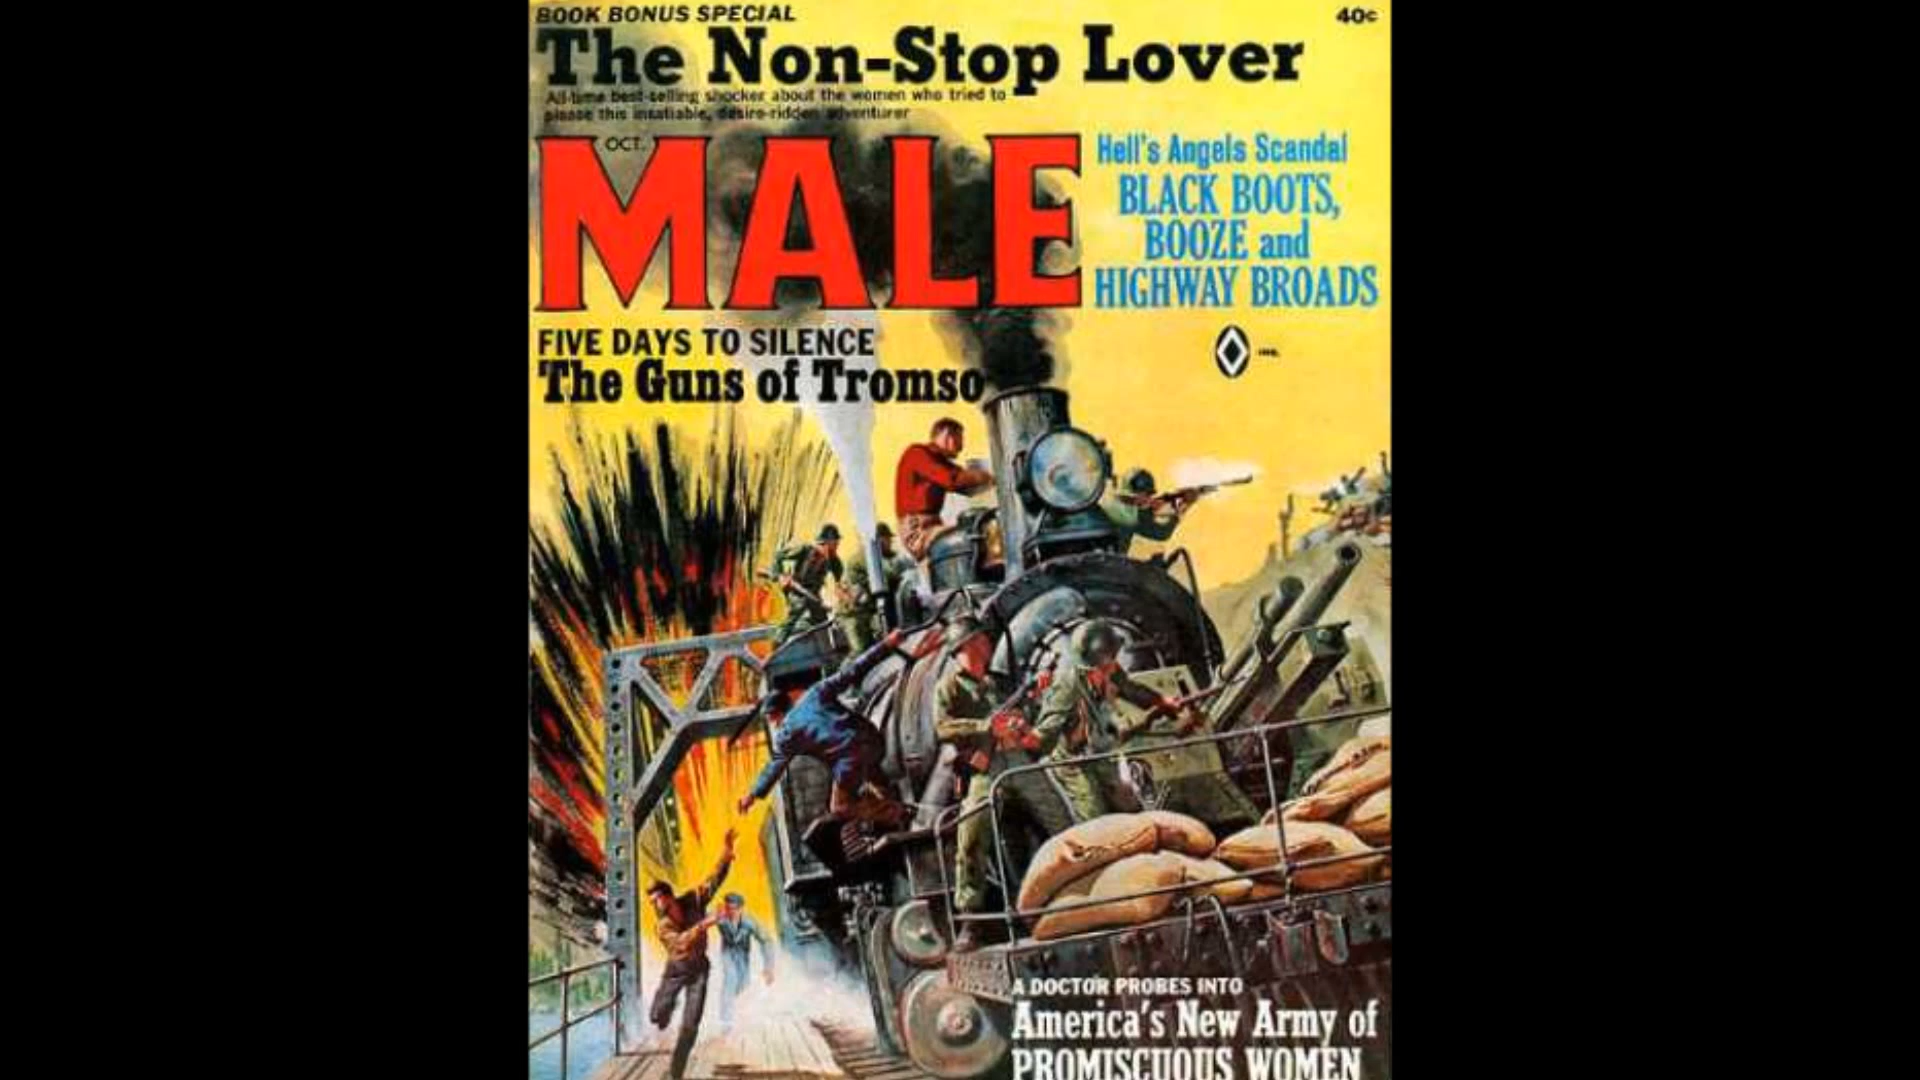 BOOK BONUS SPECIAL
40c
The Non-Stop Lover
All-time best-selling shocker about the women who tried to
please this insatiable, desire-ridden adventurer
OCT.
MALE
Hell's Angels Scandal
BLACK BOOTS,
BOOZE and
HIGHWAY BROADS
FIVE DAYS TO SILENCE
The Guns of Tromso
A DOCTOR PROBES INTO
America's New Army of
PROMISCUOUS WOMEN